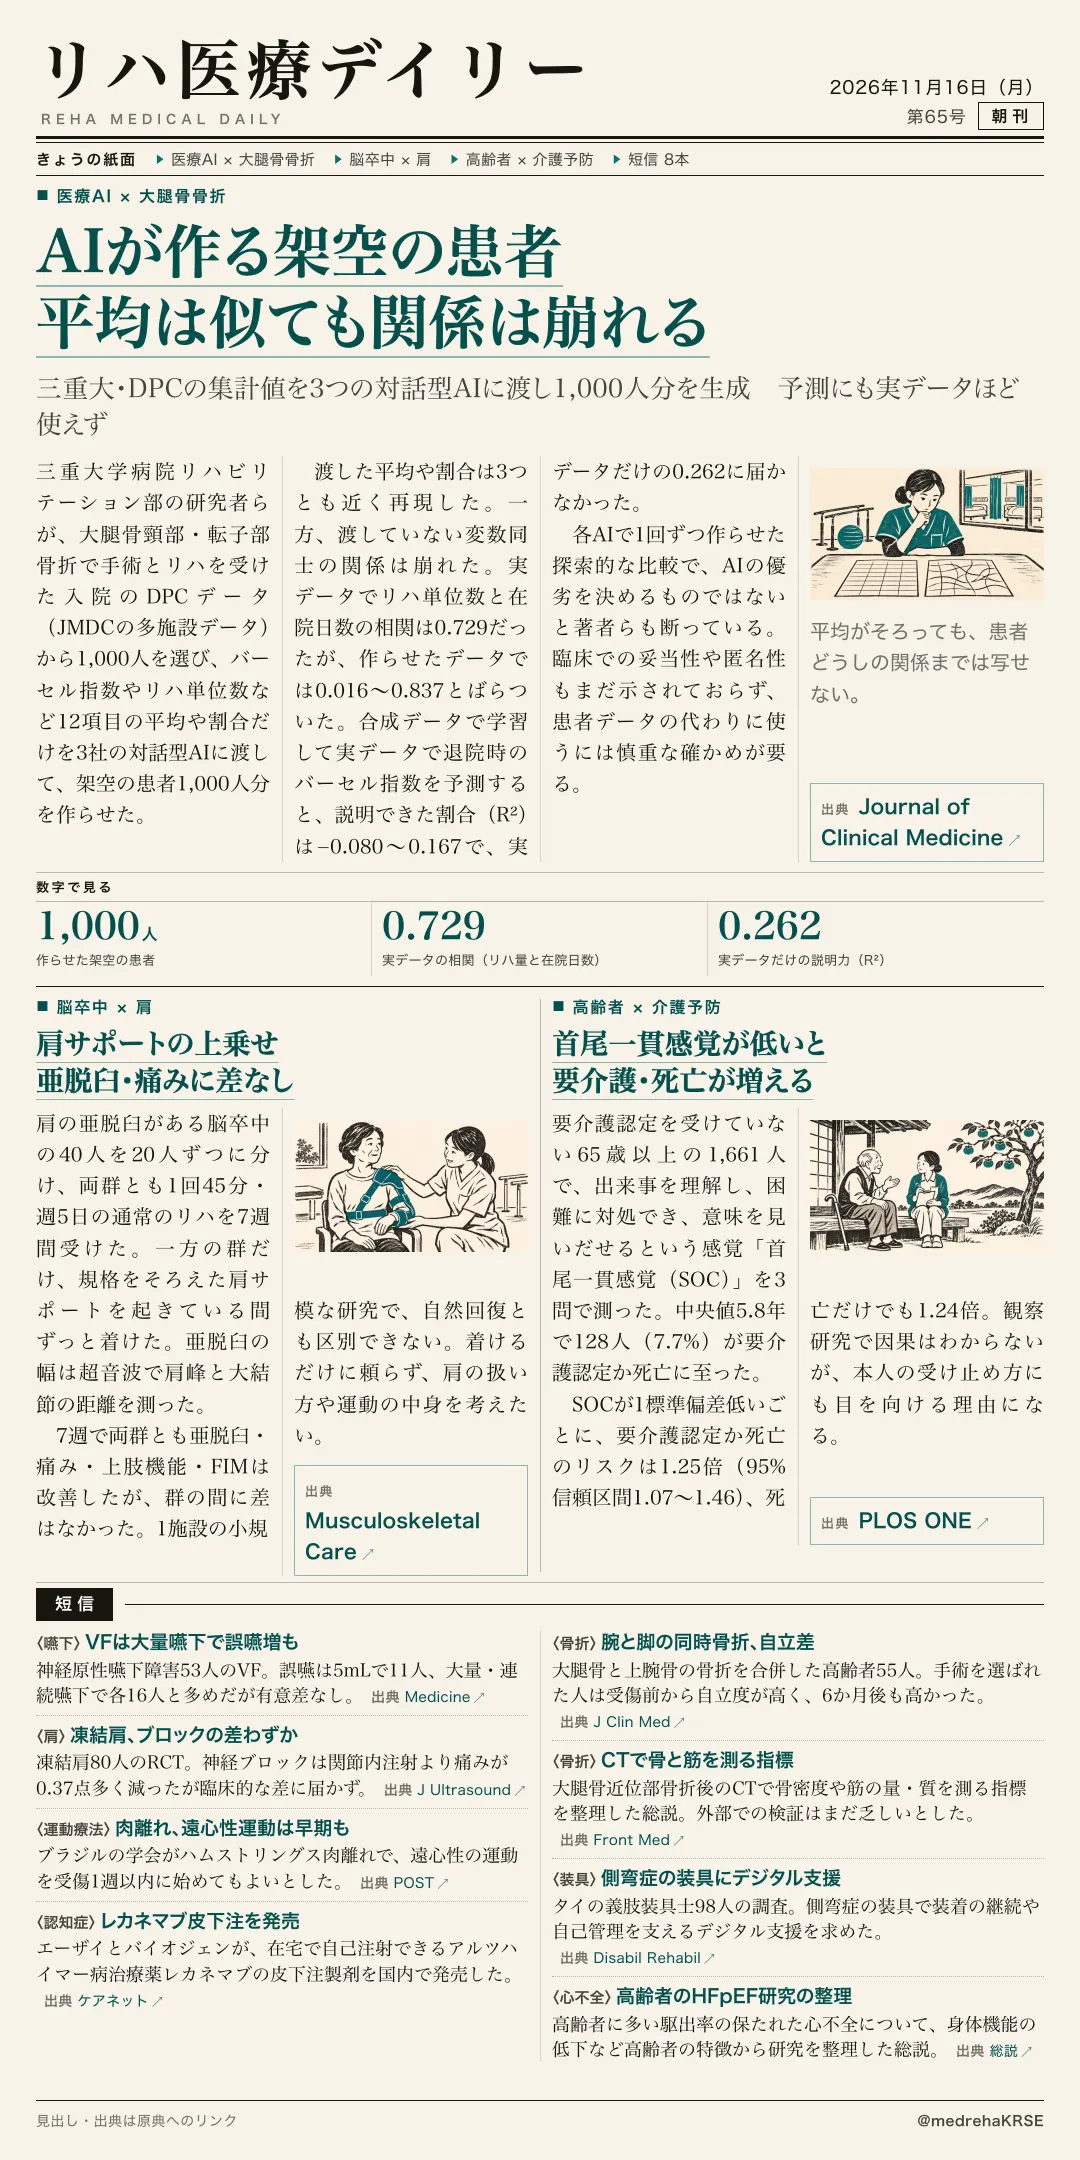 リハ医療デイリー
REHA MEDICAL DAILY
2026年11月16日（月）
第65号 朝刊
きょうの紙面 ▶ 医療AI × 大腿骨骨折 ▶ 脳卒中 × 肩 ▶ 高齢者 × 介護予防 ▶ 短信 8本
■ 医療AI × 大腿骨骨折
AIが作る架空の患者
平均は似ても関係は崩れる
三重大・DPCの集計値を3つの対話型AIに渡し1,000人分を生成　予測にも実データほど
使えず
三重大学病院リハビリ
テーション部の研究者ら
が、大腿骨頸部・転子部
骨折で手術とリハを受け
た入院のDPCデータ
（JMDCの多施設データ）
から1,000人を選び、バー
セル指数やリハ単位数な
ど12項目の平均や割合だ
けを3社の対話型AIに渡し
て、架空の患者1,000人分
を作らせた。
　渡した平均や割合は3つ
とも近く再現した。一
方、渡していない変数同
士の関係は崩れた。実
データでリハ単位数と在
院日数の相関は0.729だっ
たが、作らせたデータで
は0.016〜0.837とばらつ
いた。合成データで学習
して実データで退院時の
バーセル指数を予測する
と、説明できた割合（R²）
は−0.080〜0.167で、実
データだけの0.262に届か
なかった。
　各AIで1回ずつ作らせた
探索的な比較で、AIの優
劣を決めるものではない
と著者らも断っている。
臨床での妥当性や匿名性
もまだ示されておらず、
患者データの代わりに使
うには慎重な確かめが要
る。
平均がそろっても、患者
どうしの関係までは写せ
ない。
出典 Journal of
Clinical Medicine ↗
数字で見る
1,000人
作らせた架空の患者
0.729
実データの相関（リハ量と在院日数）
0.262
実データだけの説明力（R²）
■ 脳卒中 × 肩
肩サポートの上乗せ
亜脱臼・痛みに差なし
肩の亜脱臼がある脳卒中
の40人を20人ずつに分
け、両群とも1回45分・
週5日の通常のリハを7週
間受けた。一方の群だ
け、規格をそろえた肩サ
ポートを起きている間
ずっと着けた。亜脱臼の
幅は超音波で肩峰と大結
節の距離を測った。
　7週で両群とも亜脱臼・
痛み・上肢機能・FIMは
改善したが、群の間に差
はなかった。1施設の小規
模な研究で、自然回復と
も区別できない。着ける
だけに頼らず、肩の扱い
方や運動の中身を考えた
い。
出典
Musculoskeletal
Care ↗
■ 高齢者 × 介護予防
首尾一貫感覚が低いと
要介護・死亡が増える
要介護認定を受けていな
い65歳以上の1,661人
で、出来事を理解し、困
難に対処でき、意味を見
いだせるという感覚「首
尾一貫感覚（SOC）」を3
問で測った。中央値5.8年
で128人（7.7%）が要介
護認定か死亡に至った。
　SOCが1標準偏差低いご
とに、要介護認定か死亡
のリスクは1.25倍（95%
信頼区間1.07〜1.46）、死
亡だけでも1.24倍。観察
研究で因果はわからない
が、本人の受け止め方に
も目を向ける理由にな
る。
出典 PLOS ONE ↗
短信
〈嚥下〉VFは大量嚥下で誤嚥増も
神経原性嚥下障害53人のVF。誤嚥は5mLで11人、大量・連
続嚥下で各16人と多めだが有意差なし。 出典 Medicine ↗
〈肩〉凍結肩、ブロックの差わずか
凍結肩80人のRCT。神経ブロックは関節内注射より痛みが
0.37点多く減ったが臨床的な差に届かず。 出典 J Ultrasound ↗
〈運動療法〉肉離れ、遠心性運動は早期も
ブラジルの学会がハムストリングス肉離れで、遠心性の運動
を受傷1週以内に始めてもよいとした。 出典 POST ↗
〈認知症〉レカネマブ皮下注を発売
エーザイとバイオジェンが、在宅で自己注射できるアルツハ
イマー病治療薬レカネマブの皮下注製剤を国内で発売した。
出典 ケアネット ↗
〈骨折〉腕と脚の同時骨折、自立差
大腿骨と上腕骨の骨折を合併した高齢者55人。手術を選ばれ
た人は受傷前から自立度が高く、6か月後も高かった。
出典 J Clin Med ↗
〈骨折〉CTで骨と筋を測る指標
大腿骨近位部骨折後のCTで骨密度や筋の量・質を測る指標
を整理した総説。外部での検証はまだ乏しいとした。
出典 Front Med ↗
〈装具〉側弯症の装具にデジタル支援
タイの義肢装具士98人の調査。側弯症の装具で装着の継続や
自己管理を支えるデジタル支援を求めた。
出典 Disabil Rehabil ↗
〈心不全〉高齢者のHFpEF研究の整理
高齢者に多い駆出率の保たれた心不全について、身体機能の
低下など高齢者の特徴から研究を整理した総説。 出典 総説 ↗
見出し・出典は原典へのリンク
@medrehaKRSE